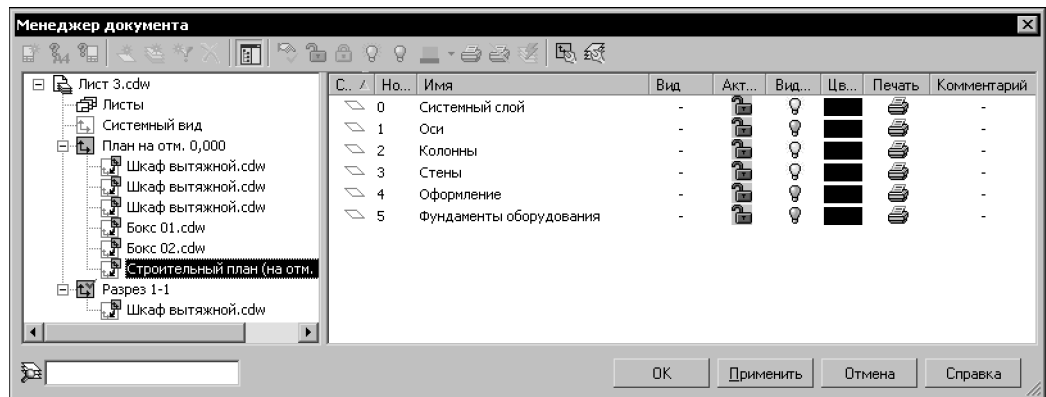 Менеджер документа
Лист 3.cdw
Листы
Системный вид
План на отм. 0,000
Шкаф вытяжной.cdw
Шкаф вытяжной.cdw
Шкаф вытяжной.cdw
Бокс 01.cdw
Бокс 02.cdw
Строительный план (на отм.
Разрез 1-1
Шкаф вытяжной.cdw
С.. Но... Имя Вид Акт... Вид... Цв... Печать Комментарий
0 Системный слой - -
1 Оси - -
2 Колонны - -
3 Стены - -
4 Оформление - -
5 Фундаменты оборудования - -
OK Применить Отмена Справка